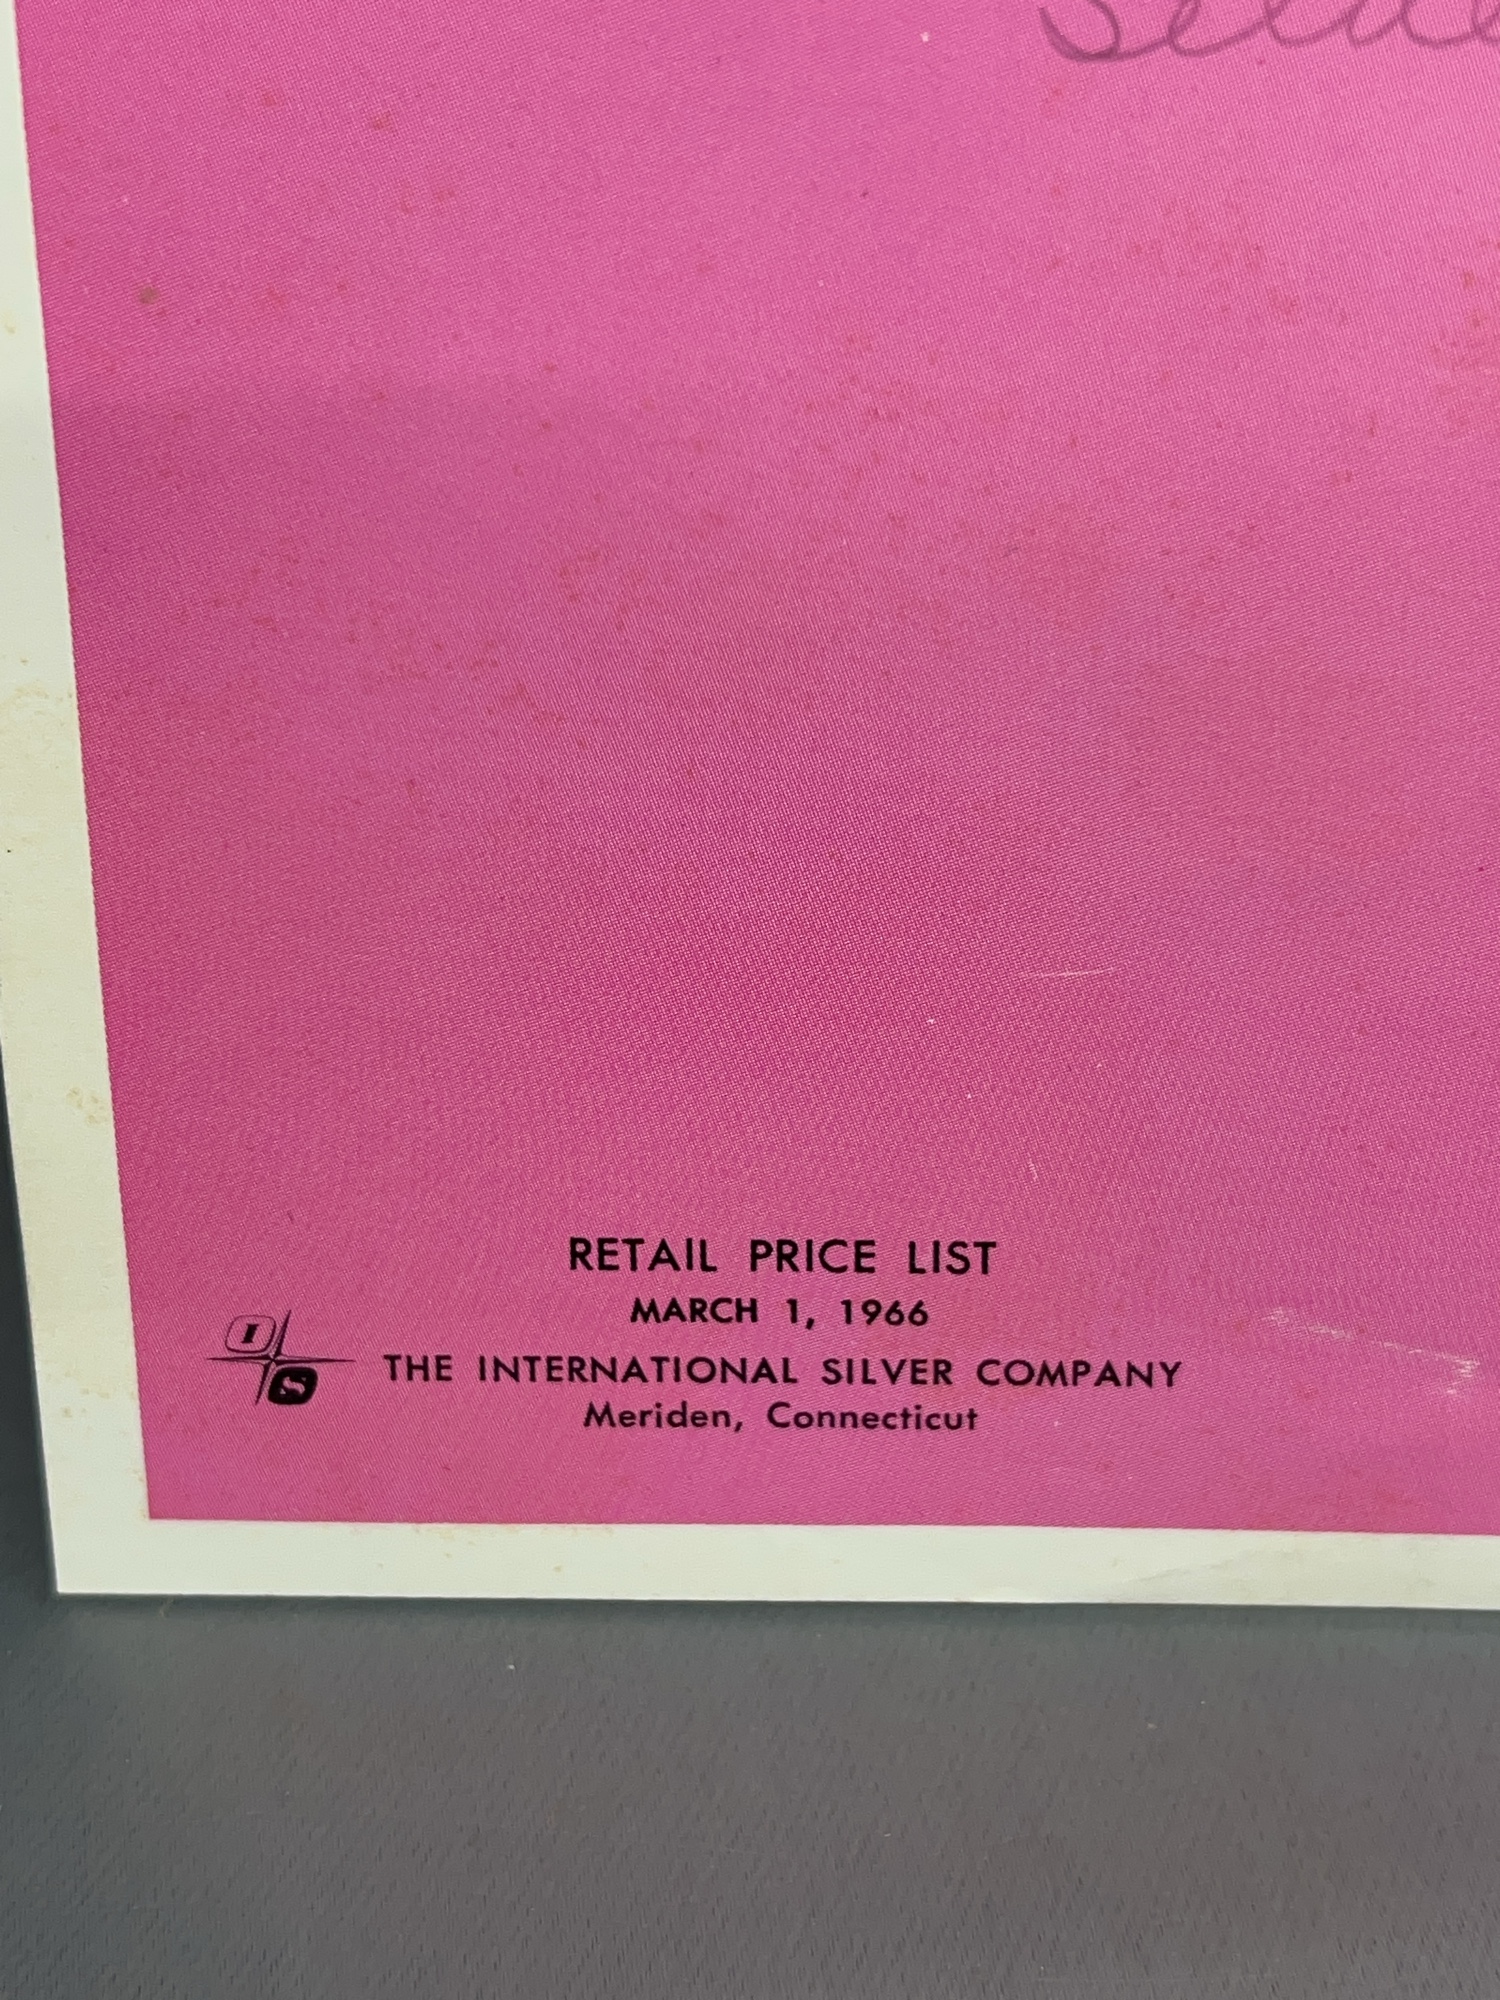 RETAIL PRICE LIST
MARCH 1, 1966
I
S
THE INTERNATIONAL SILVER COMPANY
Meriden, Connecticut